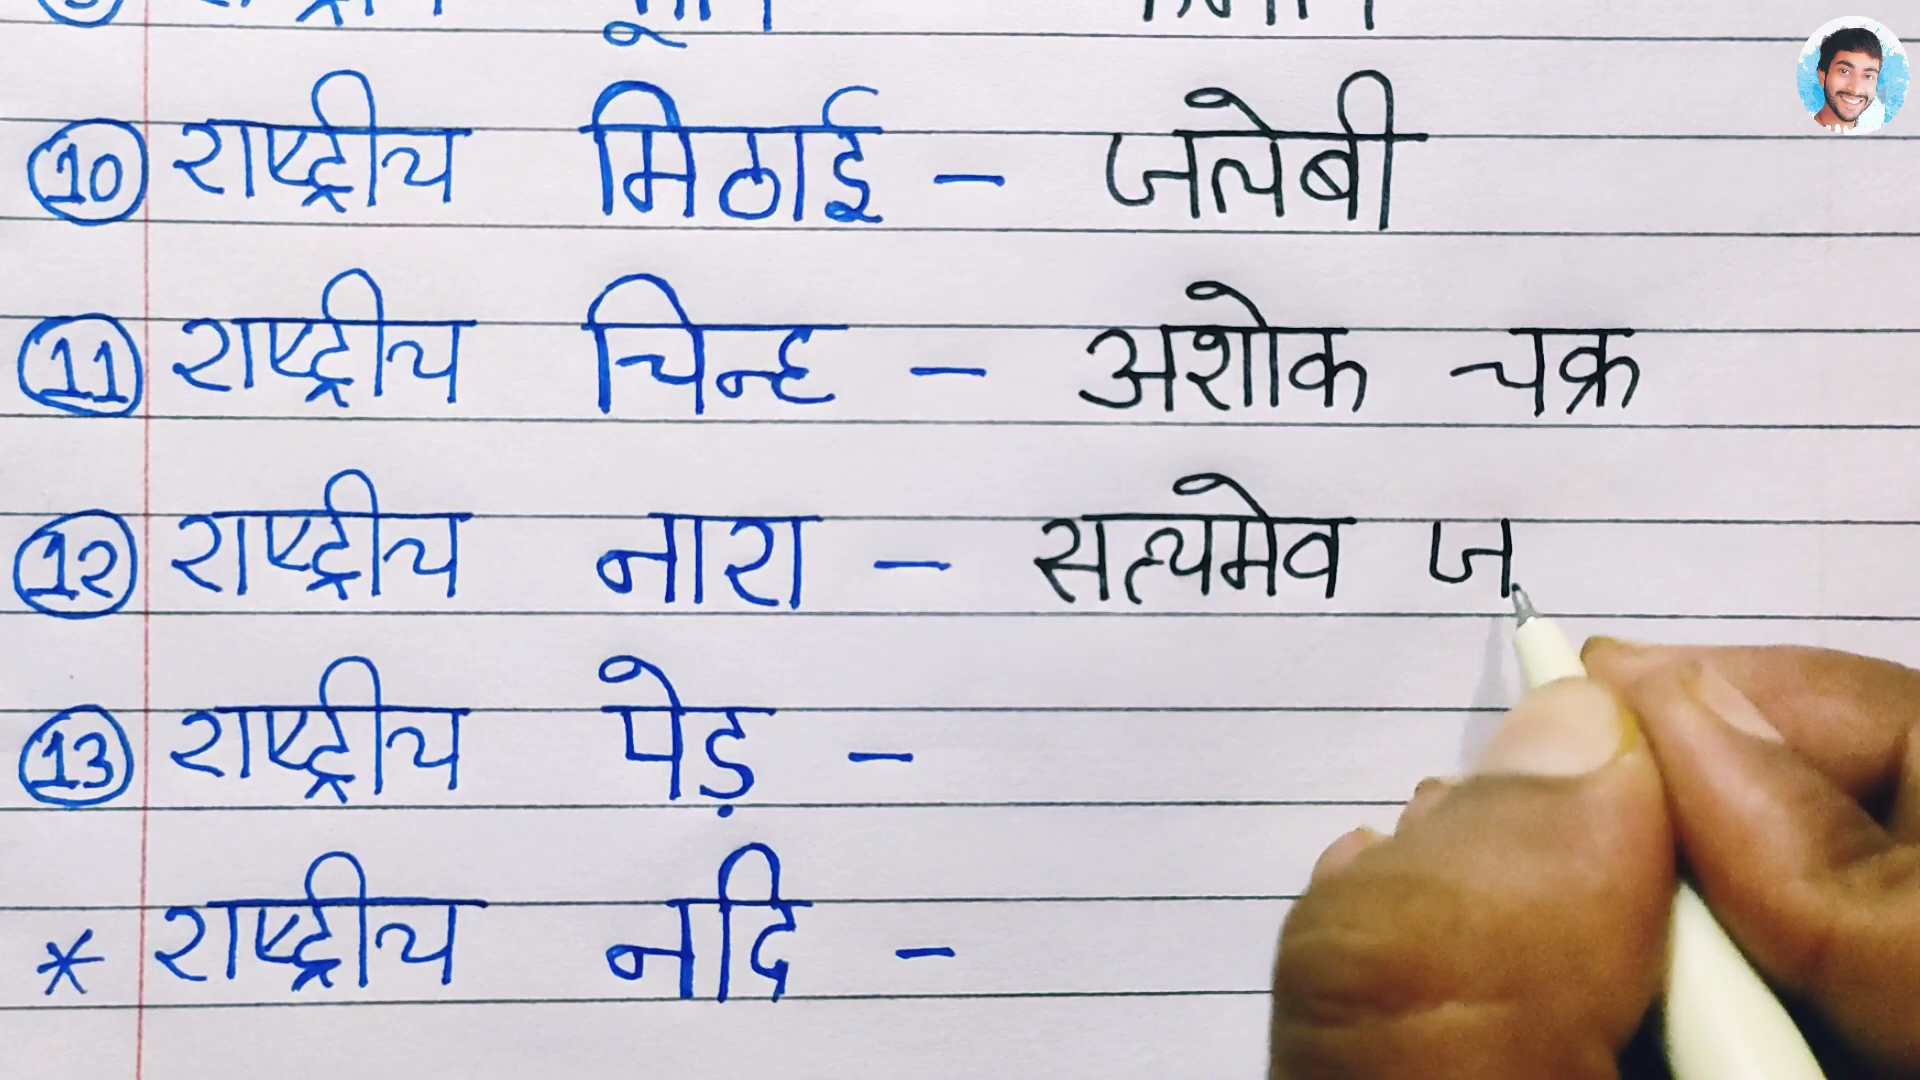 10 राष्ट्रीय मिठाई - जलेबी
11 राष्ट्रीय चिन्ह - अशोक चक्र
12 राष्ट्रीय नारा - सत्यमेव ज
13 राष्ट्रीय पेड़ -
* राष्ट्रीय नदि -